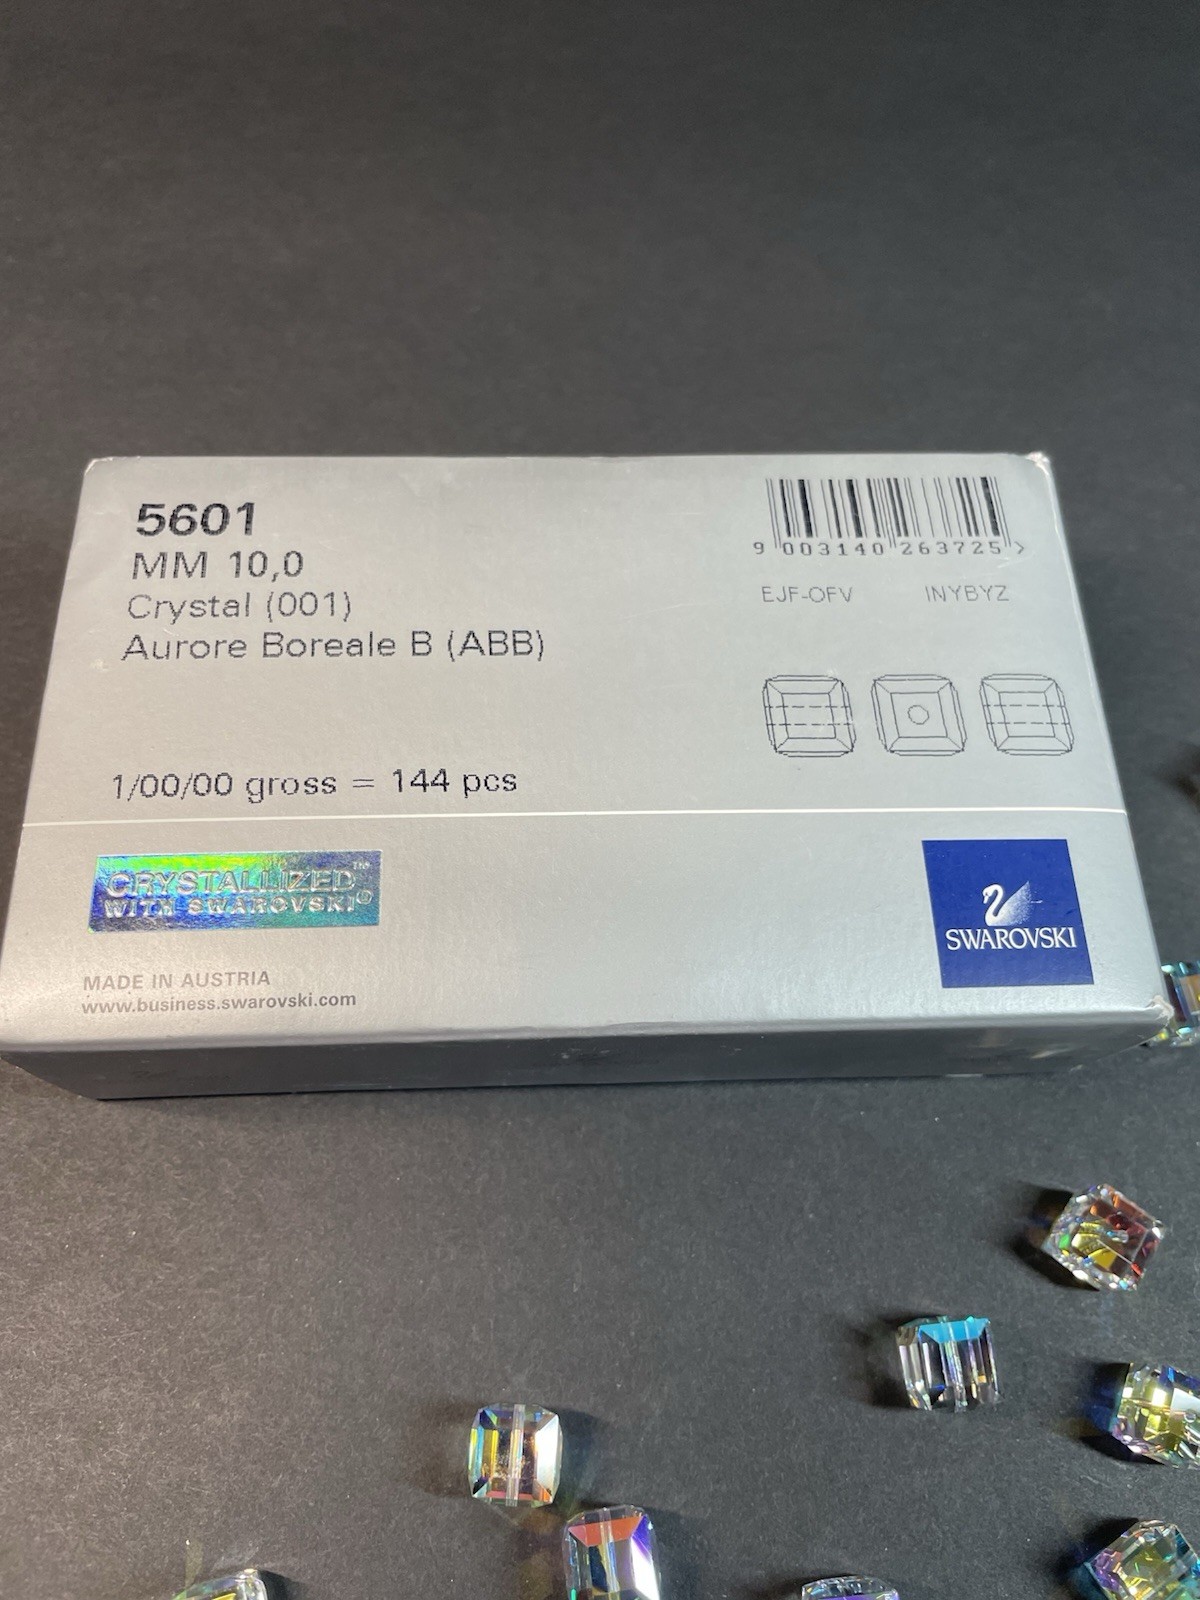 5601
MM 10,0
Crystal (001)
Aurore Boreale B (ABB)
9 003140 263725 >
EJF-OFV INYBYZ
1/00/00 gross = 144 pcs
CRYSTALLIZED™
WITH SWAROVSKI®
SWAROVSKI
MADE IN AUSTRIA
www.business.swarovski.com